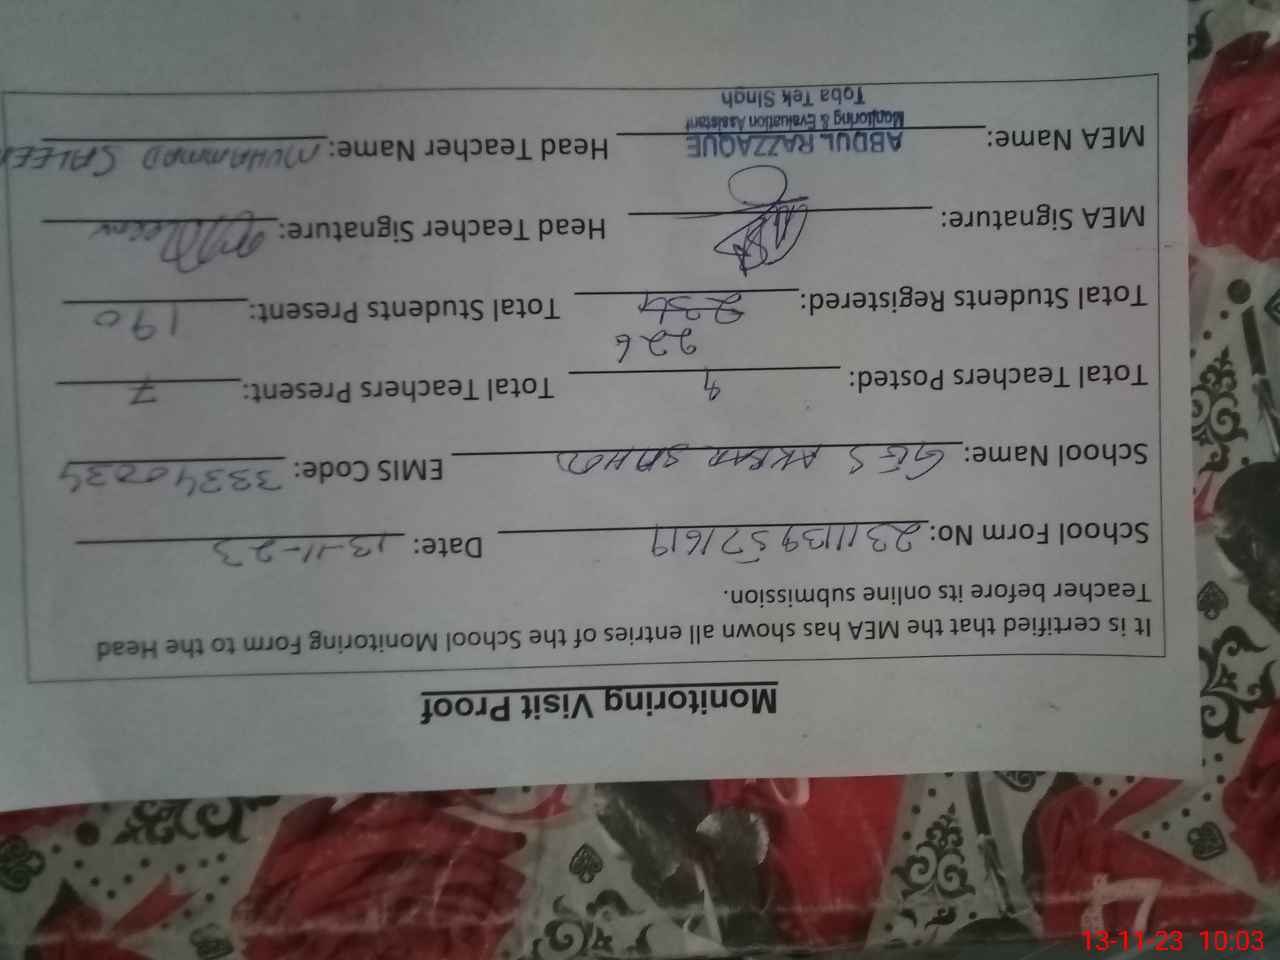 Monitoring Visit Proof
It is certified that the MEA has shown all entries of the School Monitoring Form to the Head
Teacher before its online submission.
School Form No: 2311139571619 Date: 13-11-23
School Name: GES AKBAR EMIS Code: 33340034
Total Teachers Posted: 9 Total Teachers Present: 7
226
Total Students Registered: 234 Total Students Present: 190
MEA Signature: Head Teacher Signature:
MEA Name: ABDUL RAZZAQUE Head Teacher Name: MUHAMMAD SALEE
Monitoring & Evaluation Assistant
Toba Tek Singh
13-11-23 10:03